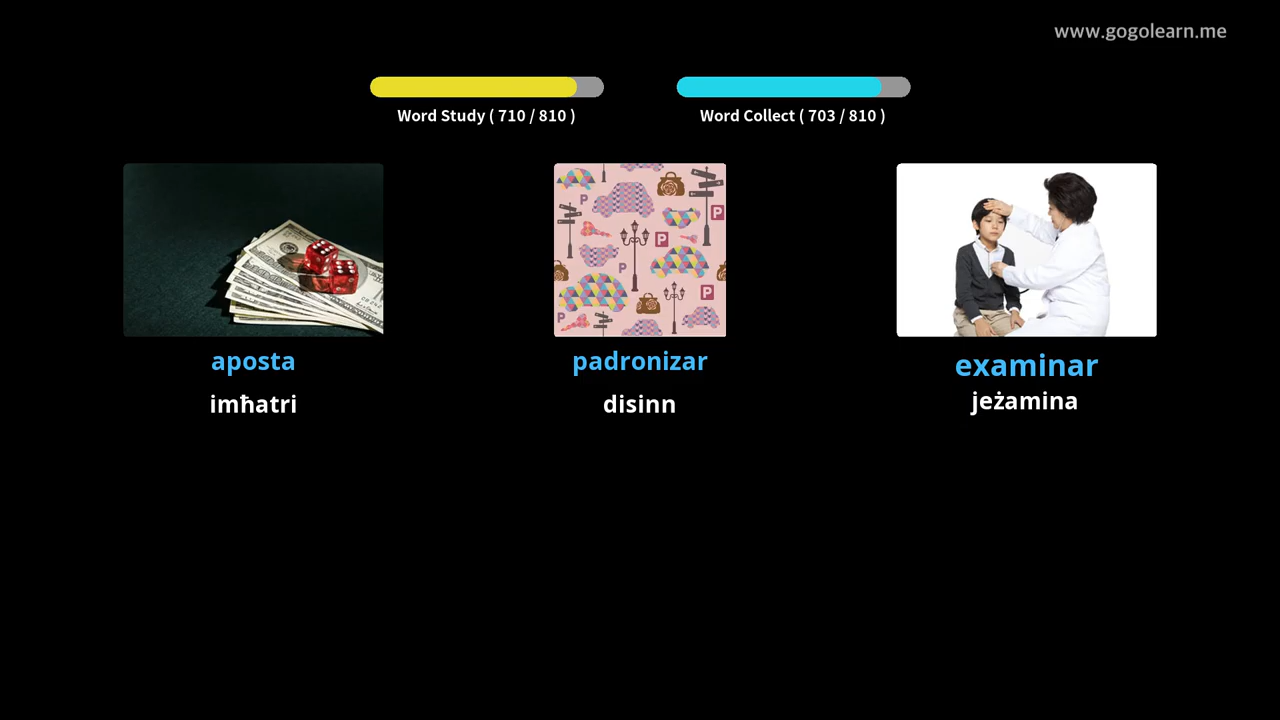 www.gogolearn.me
Word Study ( 710 / 810 )
Word Collect ( 703 / 810 )
aposta
imħatri
padronizar
disinn
examinar
jeżamina